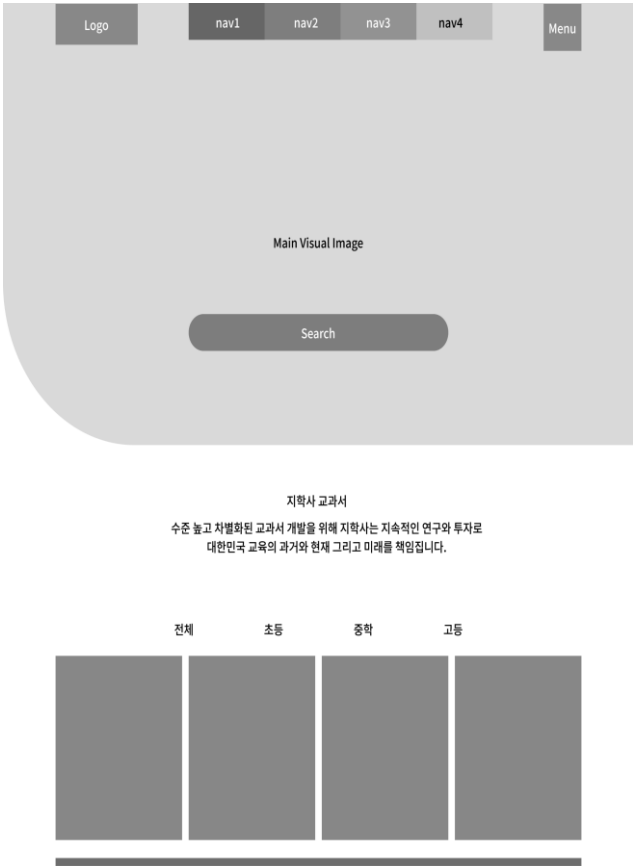 Logo
nav1
nav2
nav3
nav4
Menu
Main Visual Image
Search
지학사 교과서
수준 높고 차별화된 교과서 개발을 위해 지학사는 지속적인 연구와 투자로
대한민국 교육의 과거와 현재 그리고 미래를 책임집니다.
전체
초등
중학
고등